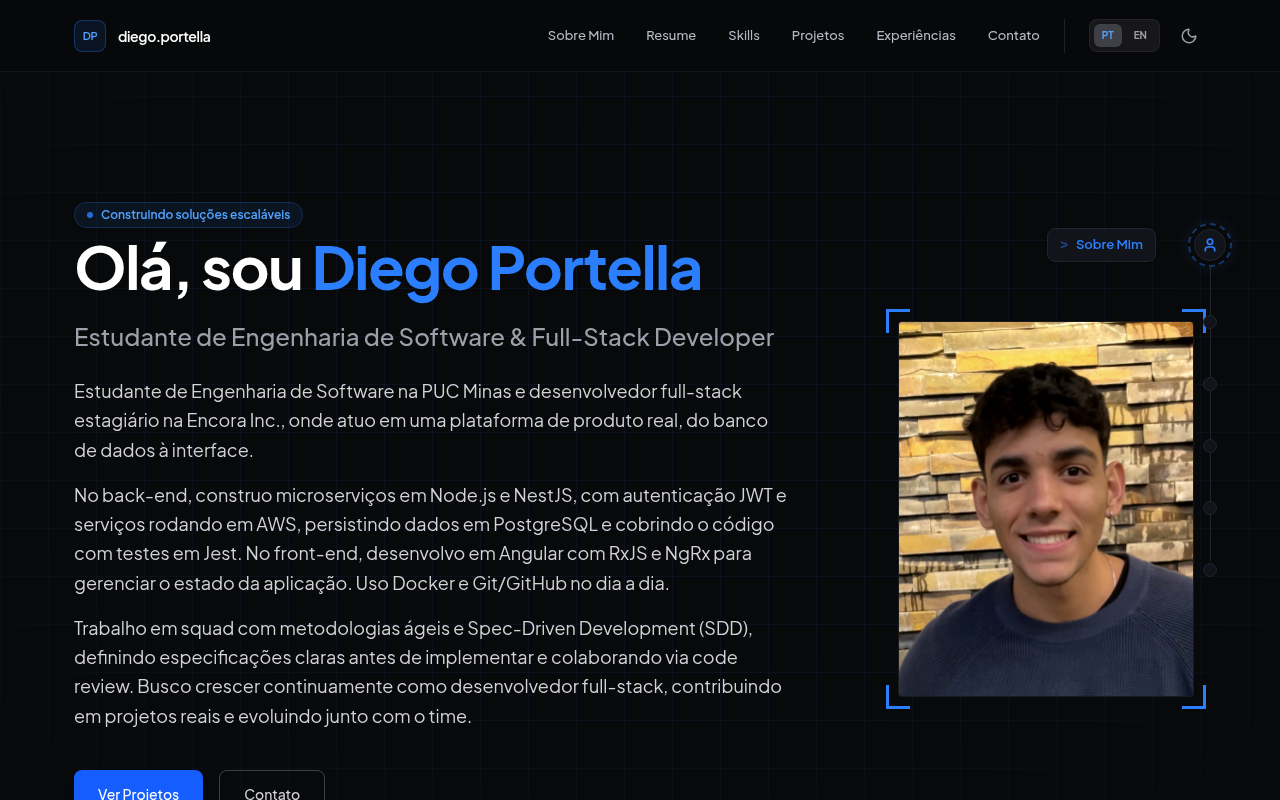 DP
diego.portella
Sobre Mim
Resume
Skills
Projetos
Experiências
Contato
PT
EN
Construindo soluções escaláveis
Olá, sou Diego Portella
> Sobre Mim
Estudante de Engenharia de Software & Full-Stack Developer
Estudante de Engenharia de Software na PUC Minas e desenvolvedor full-stack
estagiário na Encora Inc., onde atuo em uma plataforma de produto real, do banco
de dados à interface.
No back-end, construo microserviços em Node.js e NestJS, com autenticação JWT e
serviços rodando em AWS, persistindo dados em PostgreSQL e cobrindo o código
com testes em Jest. No front-end, desenvolvo em Angular com RxJS e NgRx para
gerenciar o estado da aplicação. Uso Docker e Git/GitHub no dia a dia.
Trabalho em squad com metodologias ágeis e Spec-Driven Development (SDD),
definindo especificações claras antes de implementar e colaborando via code
review. Busco crescer continuamente como desenvolvedor full-stack, contribuindo
em projetos reais e evoluindo junto com o time.
Ver Projetos
Contato